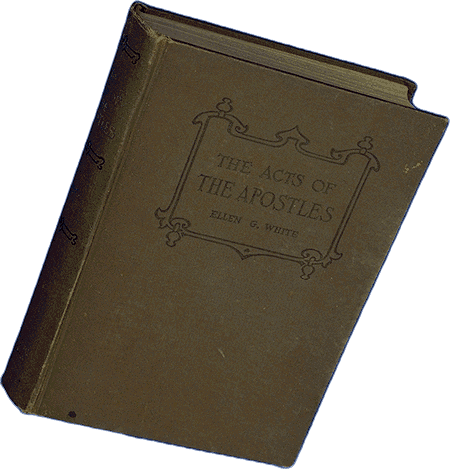 THE ACTS OF
THE APOSTLES
ELLEN G. WHITE